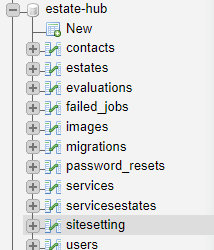 estate-hub
New
contacts
estates
evaluations
failed_jobs
images
migrations
password_resets
services
servicesestates
sitesetting
users